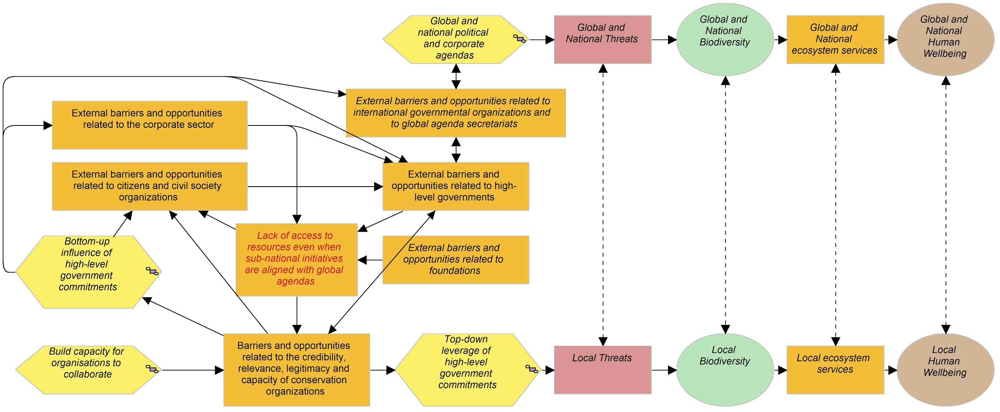 Global and
national political
and corporate
agendas
Global and
National Threats
Global and
National
Biodiversity
Global and
National
ecosystem services
Global and
National
Human
Wellbeing
External barriers and opportunities related to
international governmental organizations and
to global agenda secretariats
External barriers and opportunities
related to the corporate sector
External barriers and opportunities
related to citizens and civil society
organizations
External barriers and
opportunities related to high-
level governments
Lack of access to
resources even when
sub-national initiatives
are aligned with global
agendas
External barriers and
opportunities related to
foundations
Bottom-up
influence of
high-level
government
commitments
Build capacity for
organisations to
collaborate
Barriers and opportunities
related to the credibility,
relevance, legitimacy and
capacity of conservation
organizations
Top-down
leverage of
high-level
government
commitments
Local Threats
Local
Biodiversity
Local ecosystem
services
Local
Human
Wellbeing